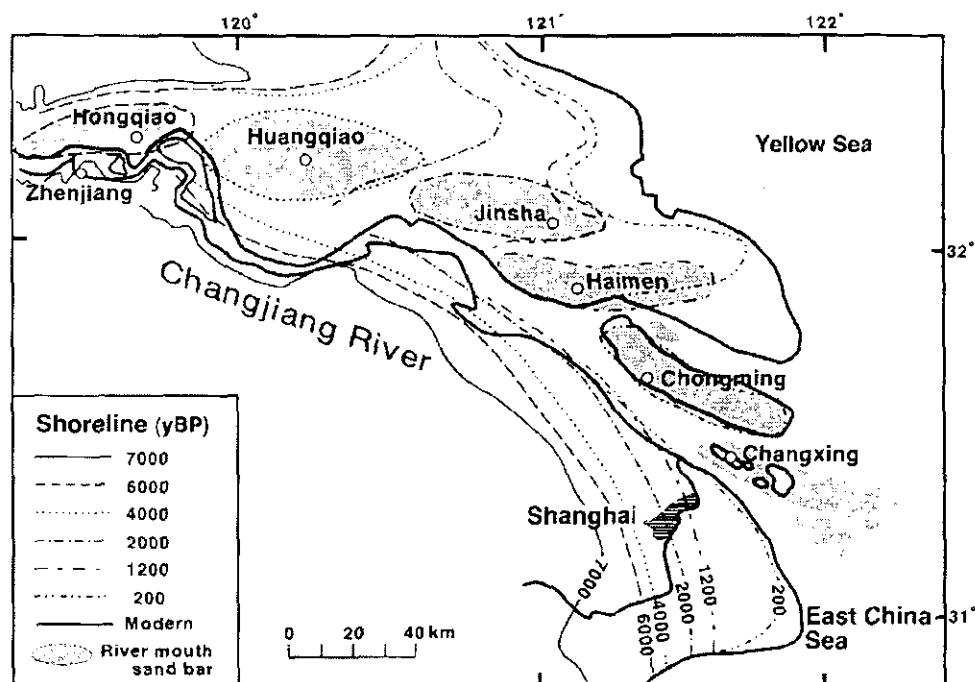 120°
121°
122°
Hongqiao
Huangqiao
Yellow Sea
Zhenjiang
Jinsha
32°
Haimen
Changjiang River
Chongming
Changxing
Shanghai
Shoreline (yBP)
7000
6000
4000
2000
1200
200
Modern
River mouth
sand bar
0 20 40 km
7000
6000
4000
2000
1200
200
East China
Sea
31°